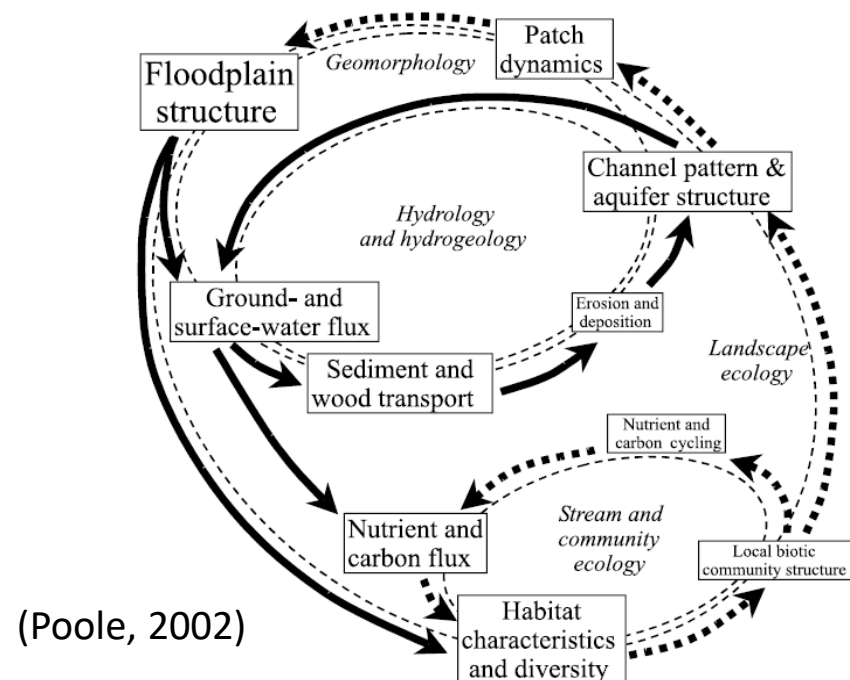 Patch
dynamics
Geomorphology
Floodplain
structure
Channel pattern &
aquifer structure
Hydrology
and hydrogeology
Ground- and
surface-water flux
Erosion and
deposition
Sediment and
wood transport
Landscape
ecology
Nutrient and
carbon cycling
Stream and
community
ecology
Nutrient and
carbon flux
Local biotic
community structure
Habitat
characteristics
and diversity
(Poole, 2002)